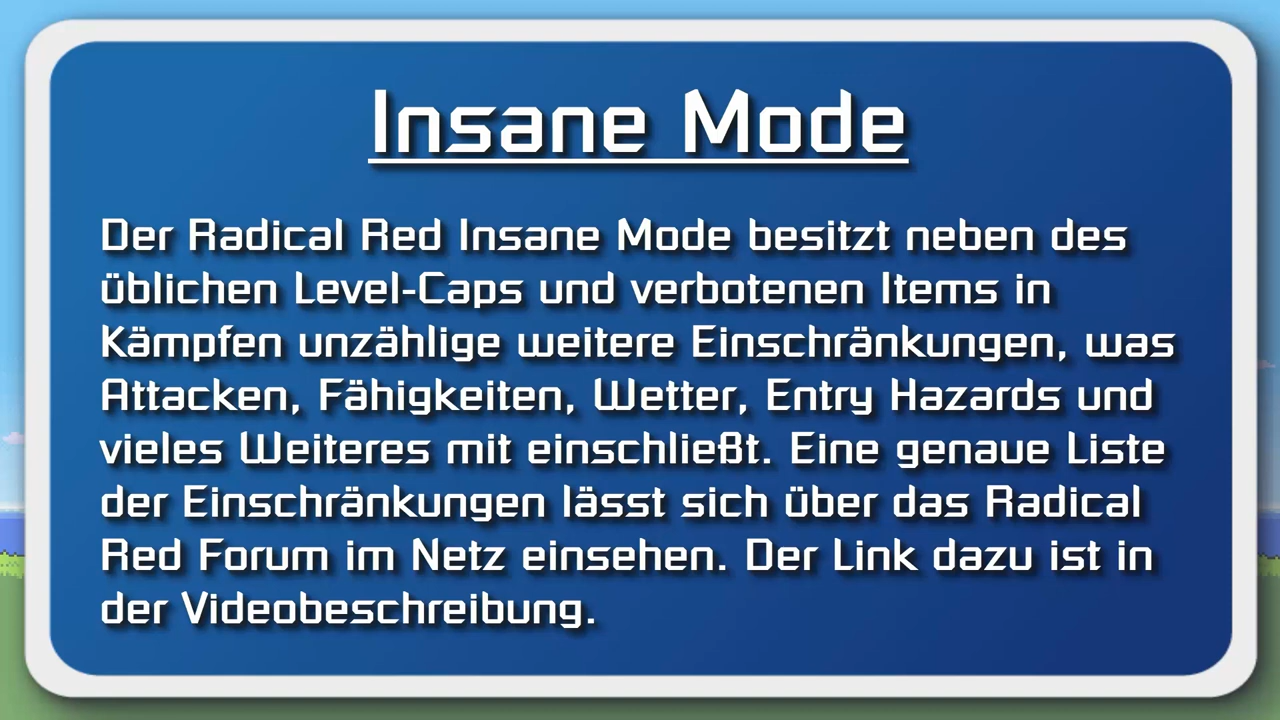 Insane Mode
Der Radical Red Insane Mode besitzt neben des
üblichen Level-Caps und verbotenen Items in
Kämpfen unzählige weitere Einschränkungen, was
Attacken, Fähigkeiten, Wetter, Entry Hazards und
vieles Weiteres mit einschließt. Eine genaue Liste
der Einschränkungen lässt sich über das Radical
Red Forum im Netz einsehen. Der Link dazu ist in
der Videobeschreibung.